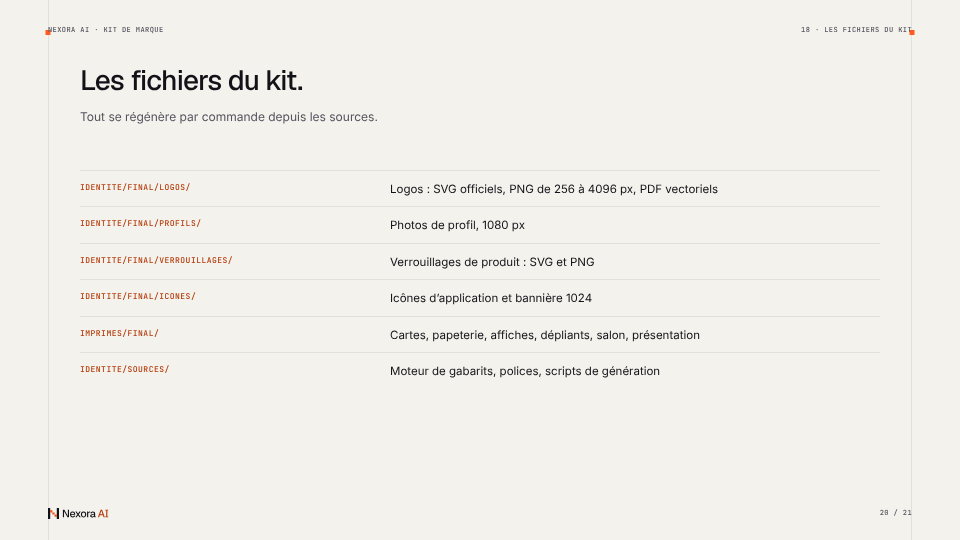 NEXORA AI · KIT DE MARQUE
18 · LES FICHIERS DU KIT
Les fichiers du kit.
Tout se régénère par commande depuis les sources.
IDENTITE/FINAL/LOGOS/
Logos : SVG officiels, PNG de 256 à 4096 px, PDF vectoriels
IDENTITE/FINAL/PROFILS/
Photos de profil, 1080 px
IDENTITE/FINAL/VERROUILLAGES/
Verrouillages de produit : SVG et PNG
IDENTITE/FINAL/ICONES/
Icônes d’application et bannière 1024
IMPRIMES/FINAL/
Cartes, papeterie, affiches, dépliants, salon, présentation
IDENTITE/SOURCES/
Moteur de gabarits, polices, scripts de génération
Nexora AI
20 / 21